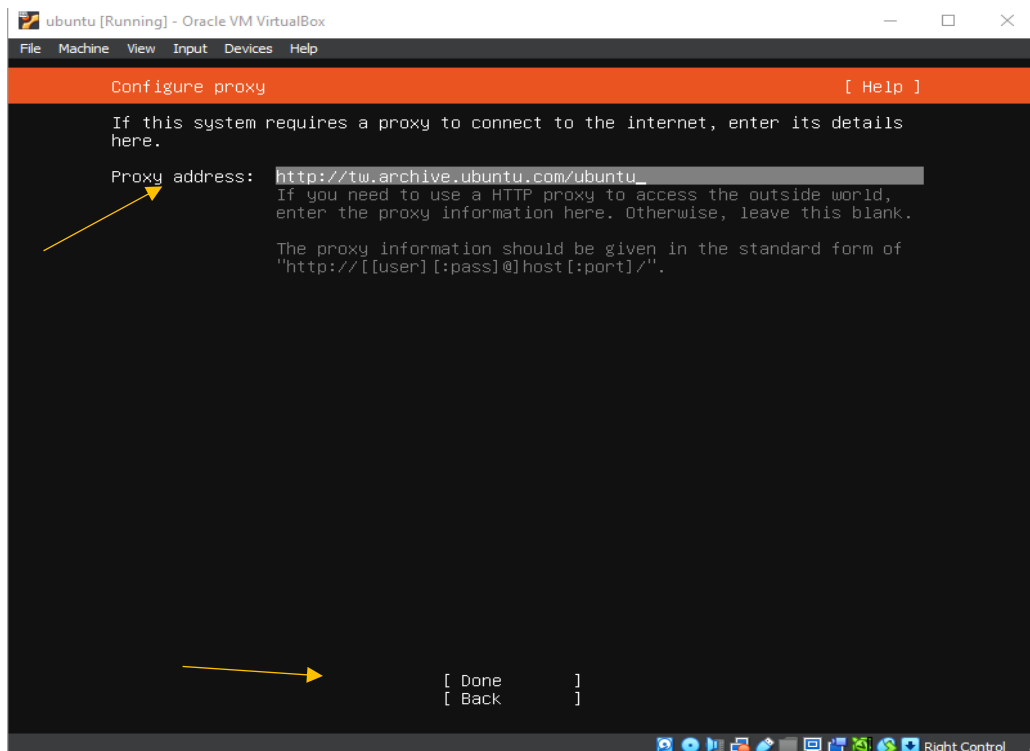 ubuntu [Running] - Oracle VM VirtualBox
File Machine View Input Devices Help
Configure proxy [ Help ]
If this system requires a proxy to connect to the internet, enter its details
here.
Proxy address: http://tw.archive.ubuntu.com/ubuntu_
If you need to use a HTTP proxy to access the outside world,
enter the proxy information here. Otherwise, leave this blank.
The proxy information should be given in the standard form of
"http://[[user][:pass]@]host[:port]/".
[ Done ]
[ Back ]
Right Control